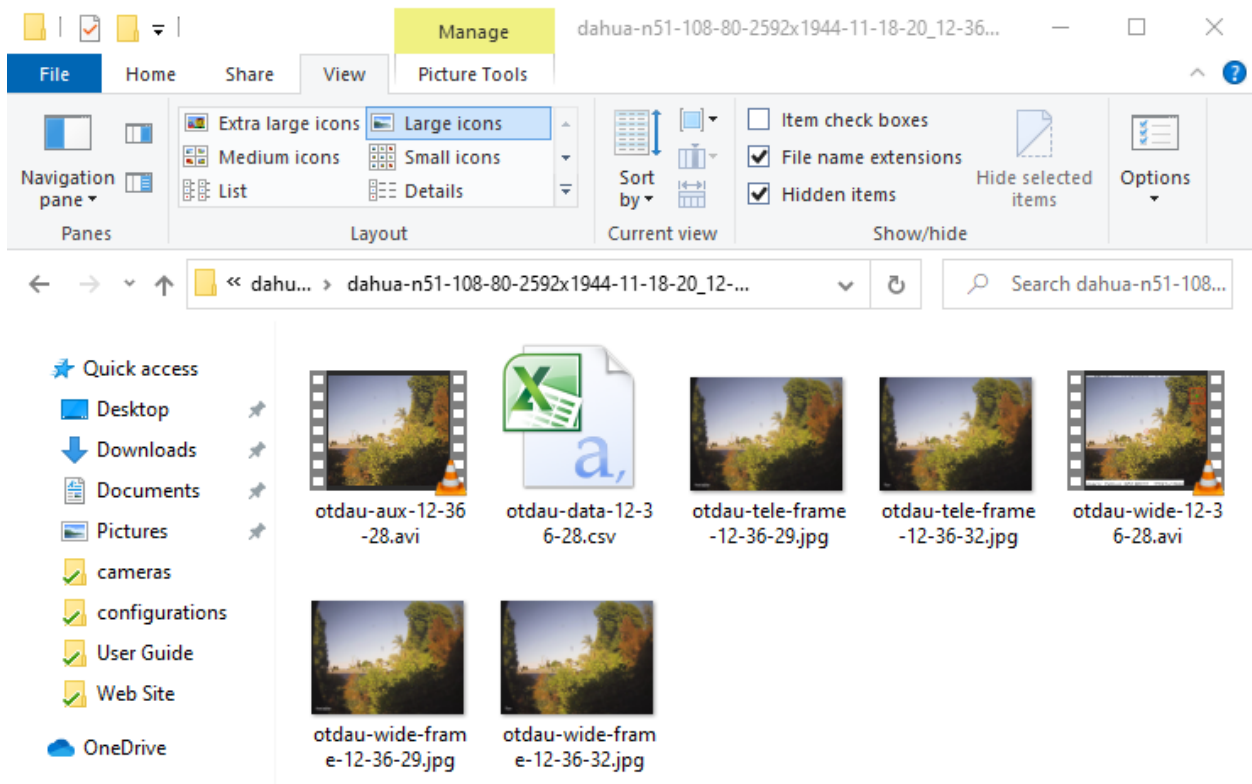 Manage
dahua-n51-108-80-2592x1944-11-18-20_12-36...
File
Home
Share
View
Picture Tools
Navigation
pane
Panes
Extra large icons
Large icons
Medium icons
Small icons
List
Details
Layout
Sort
by
Current view
Item check boxes
File name extensions
Hidden items
Hide selected
items
Show/hide
Options
« dahu... › dahua-n51-108-80-2592x1944-11-18-20_12-...
Search dahua-n51-108...
Quick access
Desktop
Downloads
Documents
Pictures
cameras
configurations
User Guide
Web Site
OneDrive
otdau-aux-12-36
-28.avi
a,
otdau-data-12-3
6-28.csv
otdau-tele-frame
-12-36-29.jpg
otdau-tele-frame
-12-36-32.jpg
otdau-wide-12-3
6-28.avi
otdau-wide-fram
e-12-36-29.jpg
otdau-wide-fram
e-12-36-32.jpg